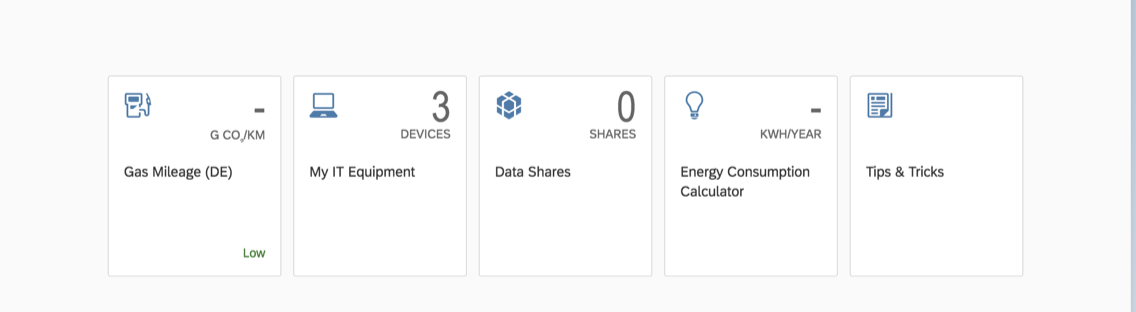 -
G CO₂/KM
Gas Mileage (DE)
Low
3
DEVICES
My IT Equipment
0
SHARES
Data Shares
-
KWH/YEAR
Energy Consumption
Calculator
Tips & Tricks